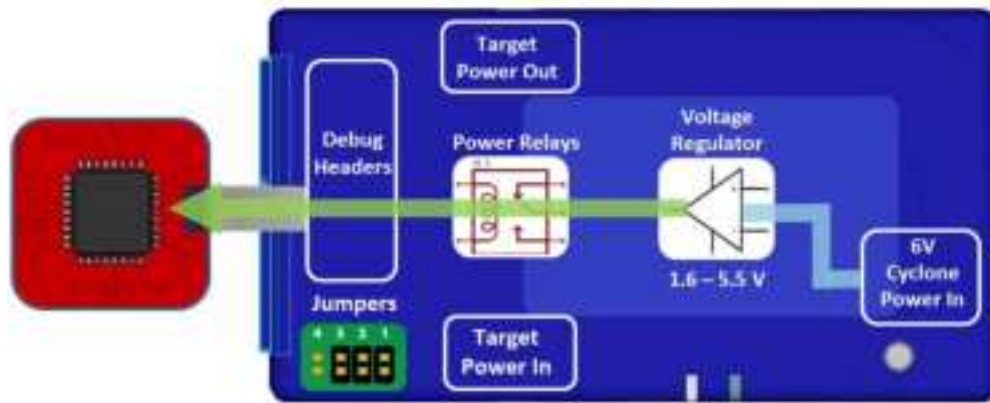 Target
Power Out
Debug
Headers
Power Relays
Voltage
Regulator
1.6 – 5.5 V
6V
Cyclone
Power In
Jumpers
4 3 2 1
Target
Power In